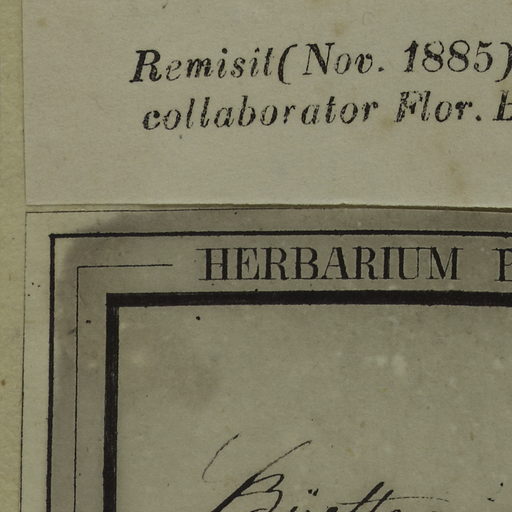 Remisit (Nov. 1885)
collaborator Flor. B
HERBARIUM